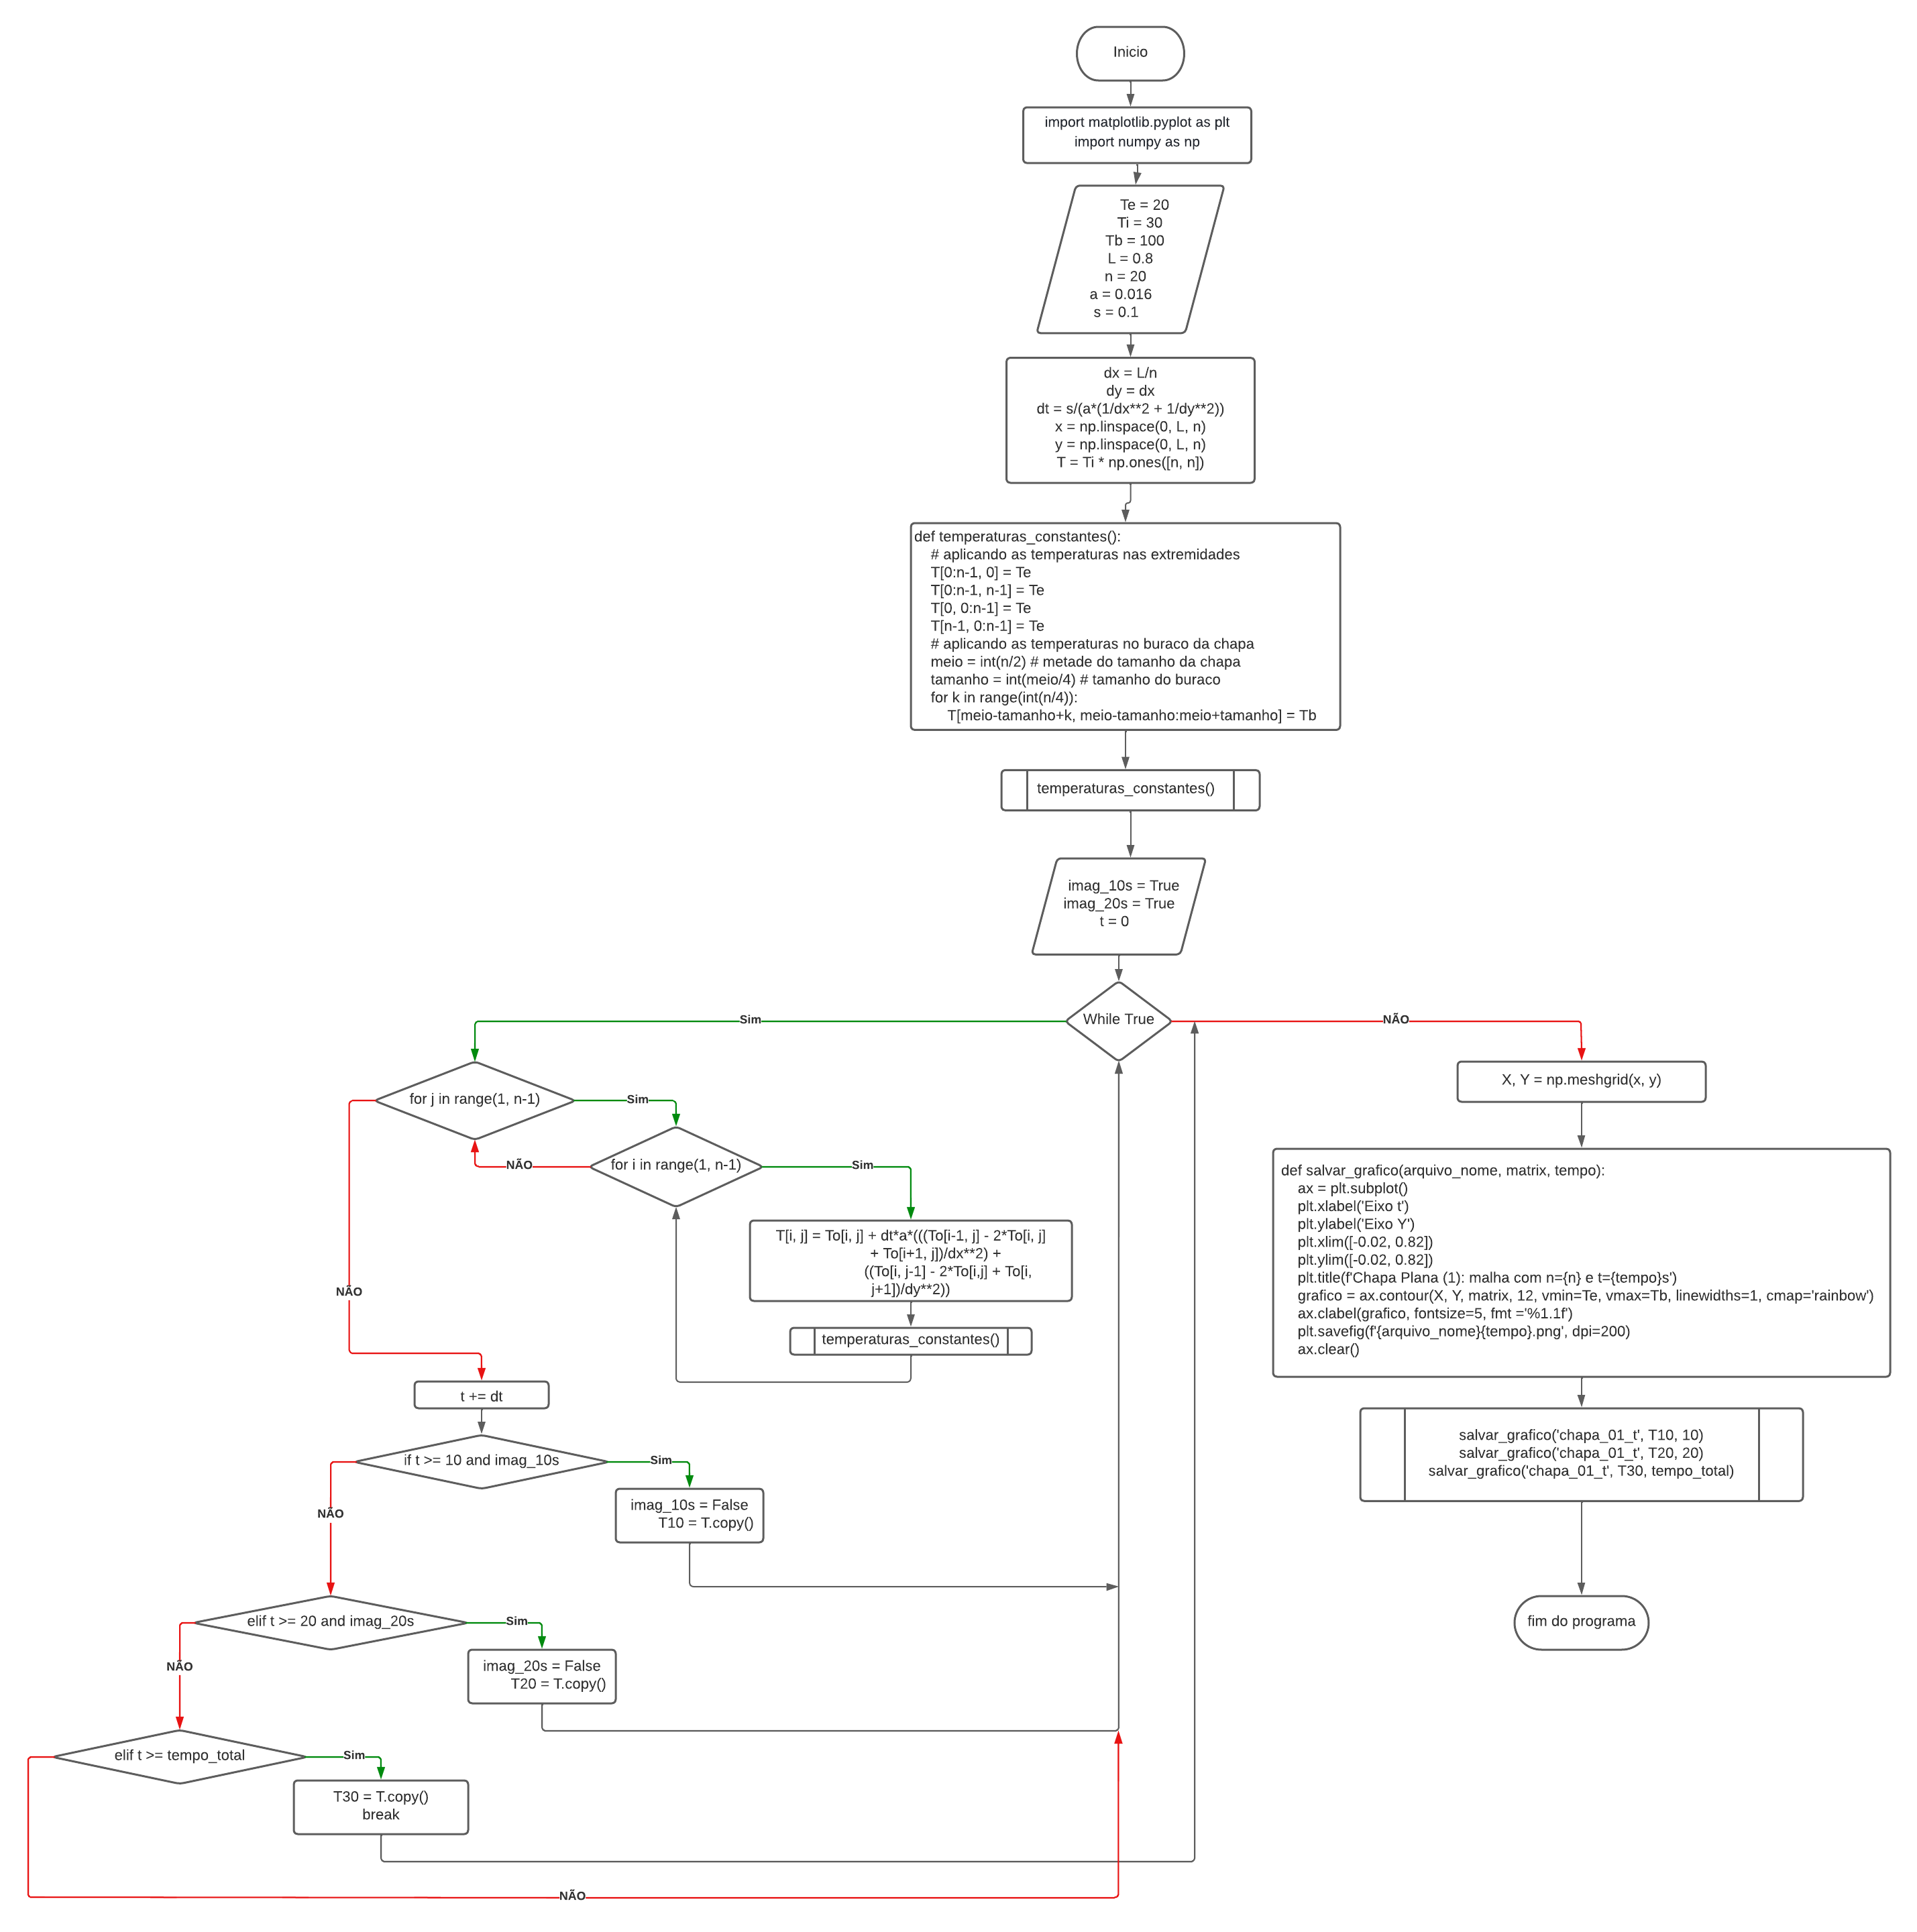 Inicio
import matplotlib.pyplot as plt
import numpy as np
Te = 20
Ti = 30
Tb = 100
L = 0.8
n = 20
a = 0.016
s = 0.1
dx = L/n
dy = dx
dt = s/(a*(1/dx**2 + 1/dy**2))
x = np.linspace(0, L, n)
y = np.linspace(0, L, n)
T = Ti * np.ones([n, n])
def temperaturas_constantes():
# aplicando as temperaturas nas extremidades
T[0:n-1, 0] = Te
T[0:n-1, n-1] = Te
T[0, 0:n-1] = Te
T[n-1, 0:n-1] = Te
# aplicando as temperaturas no buraco da chapa
meio = int(n/2) # metade do tamanho da chapa
tamanho = int(meio/4) # tamanho do buraco
for k in range(int(n/4)):
T[meio-tamanho+k, meio-tamanho:meio+tamanho] = Tb
temperaturas_constantes()
imag_10s = True
imag_20s = True
t = 0
While True
Sim
NÃO
for j in range(1, n-1)
Sim
NÃO
for i in range(1, n-1)
NÃO
Sim
T[i, j] = To[i, j] + dt*a*(((To[i-1, j] - 2*To[i, j]
+ To[i+1, j])/dx**2) +
((To[i, j-1] - 2*To[i,j] + To[i,
j+1])/dy**2))
temperaturas_constantes()
t += dt
if t >= 10 and imag_10s
Sim
NÃO
imag_10s = False
T10 = T.copy()
elif t >= 20 and imag_20s
Sim
NÃO
imag_20s = False
T20 = T.copy()
elif t >= tempo_total
Sim
NÃO
T30 = T.copy()
break
X, Y = np.meshgrid(x, y)
def salvar_grafico(arquivo_nome, matrix, tempo):
ax = plt.subplot()
plt.xlabel('Eixo t')
plt.ylabel('Eixo Y')
plt.xlim([-0.02, 0.82])
plt.ylim([-0.02, 0.82])
plt.title(f'Chapa Plana (1): malha com n={n} e t={tempo}s')
grafico = ax.contour(X, Y, matrix, 12, vmin=Te, vmax=Tb, linewidths=1, cmap='rainbow')
ax.clabel(grafico, fontsize=5, fmt ='%1.1f')
plt.savefig(f'{arquivo_nome}{tempo}.png', dpi=200)
ax.clear()
salvar_grafico('chapa_01_t', T10, 10)
salvar_grafico('chapa_01_t', T20, 20)
salvar_grafico('chapa_01_t', T30, tempo_total)
fim do programa